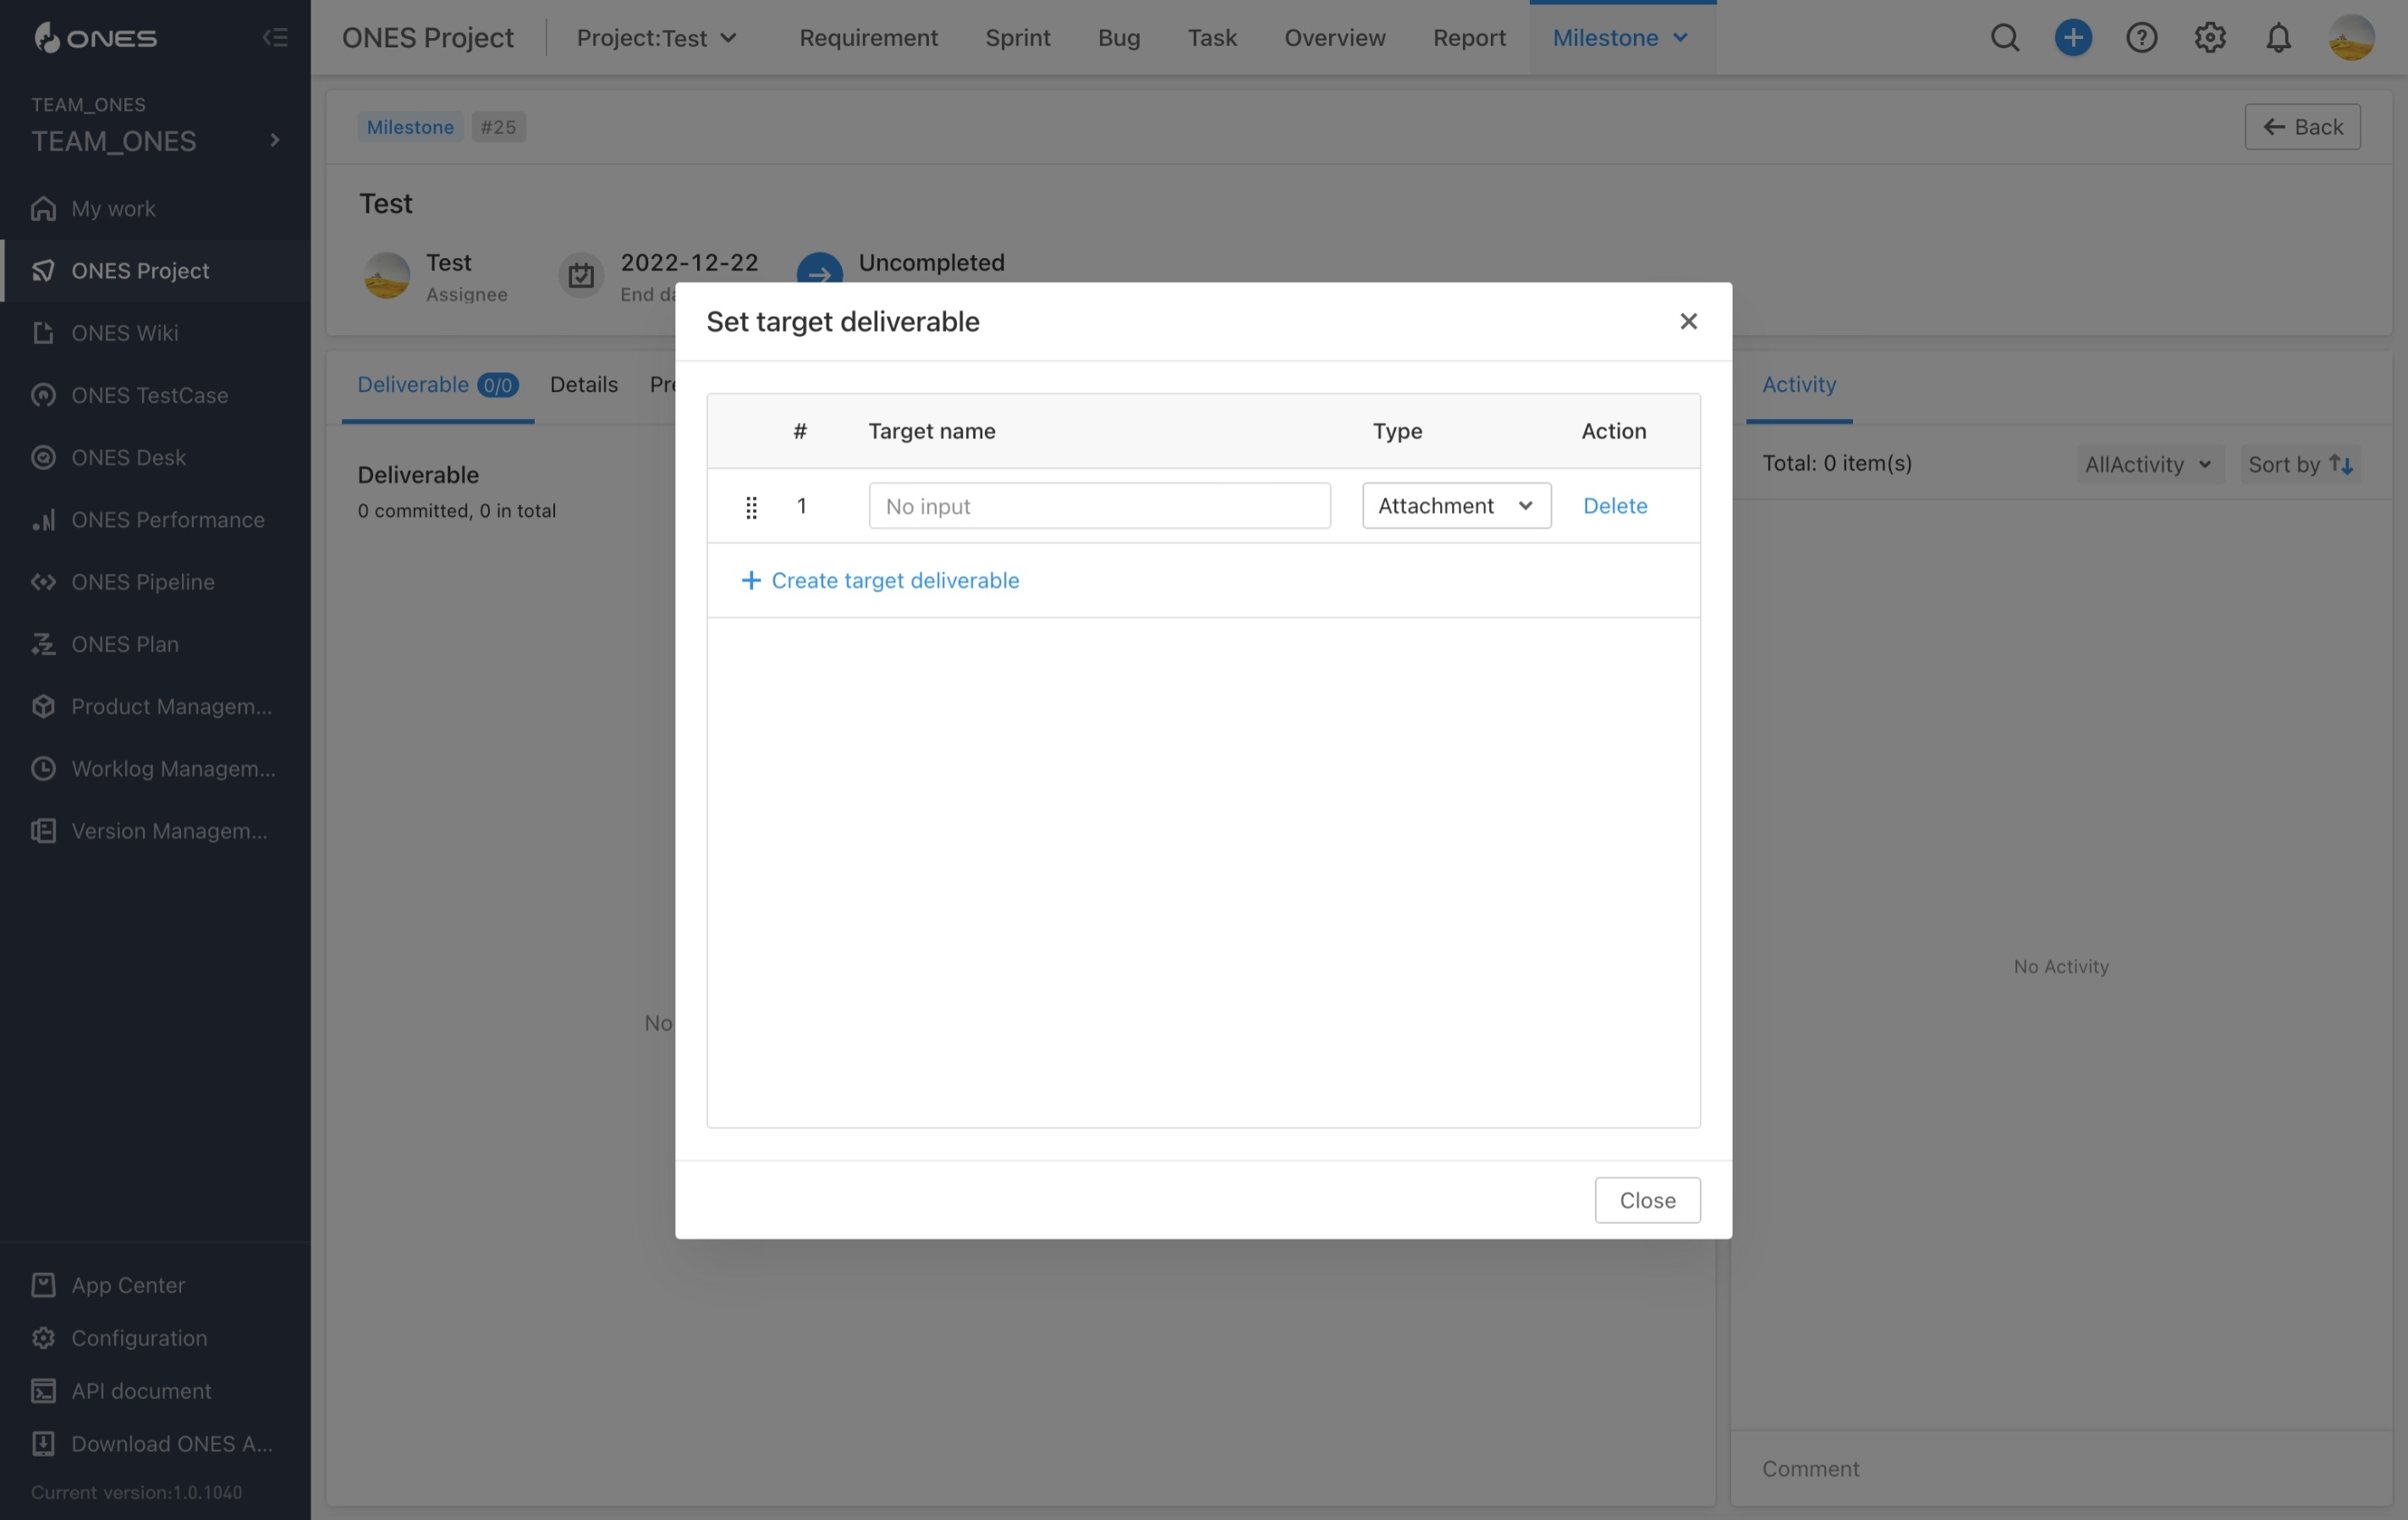 ONES
TEAM_ONES
TEAM_ONES
My work
ONES Project
ONES Wiki
ONES TestCase
ONES Desk
ONES Performance
ONES Pipeline
ONES Plan
Product Managem...
Worklog Managem...
Version Managem...
App Center
Configuration
API document
Download ONES A...
Current version:1.0.1040
ONES Project Project:Test Requirement Sprint Bug Task Overview Report Milestone
Milestone #25 Back
Test
Test 2022-12-22 Uncompleted
Assignee End da
Deliverable 0/0 Details Pre
Deliverable
0 committed, 0 in total
No
Set target deliverable
# Target name Type Action
1 No input Attachment Delete
Create target deliverable
Close
Activity
Total: 0 item(s) AllActivity Sort by
No Activity
Comment